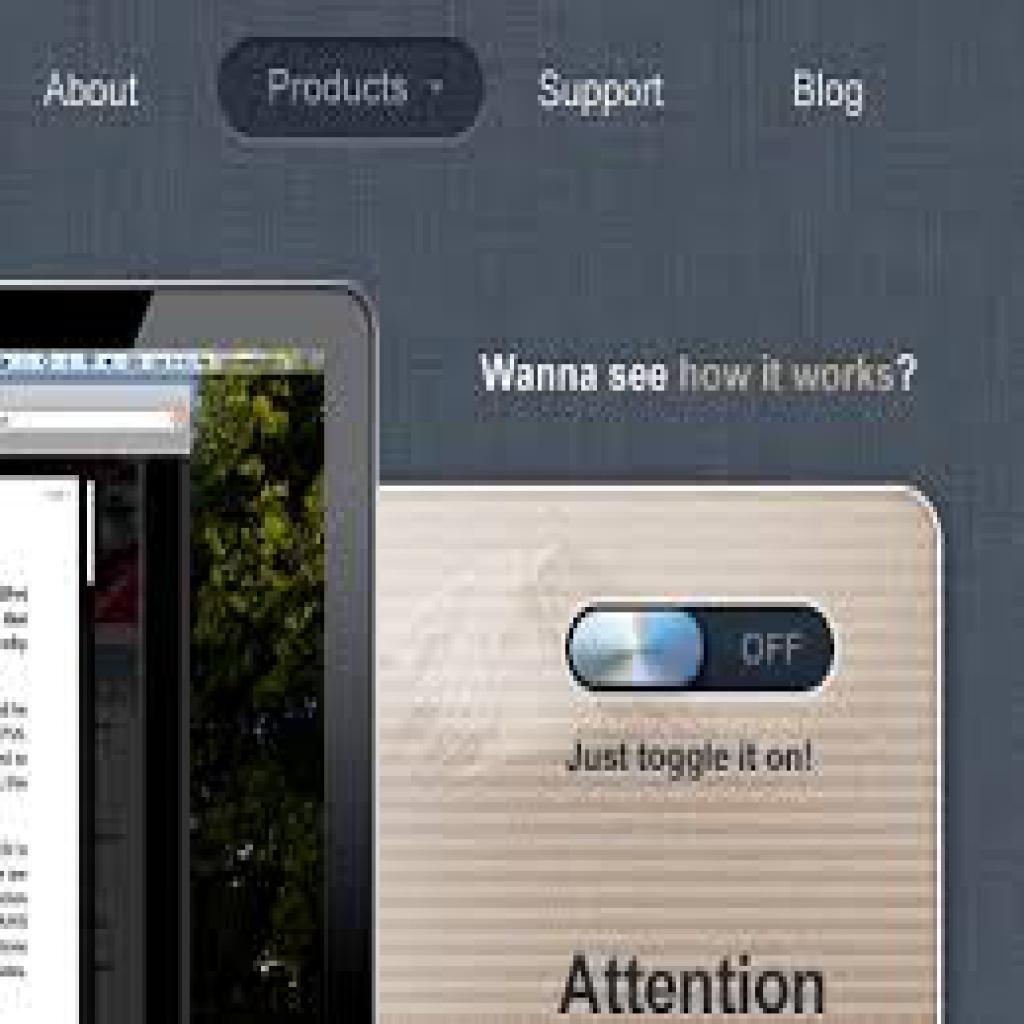 About Products Support Blog
Wanna see how it works?
OFF
Just toggle it on!
Attention